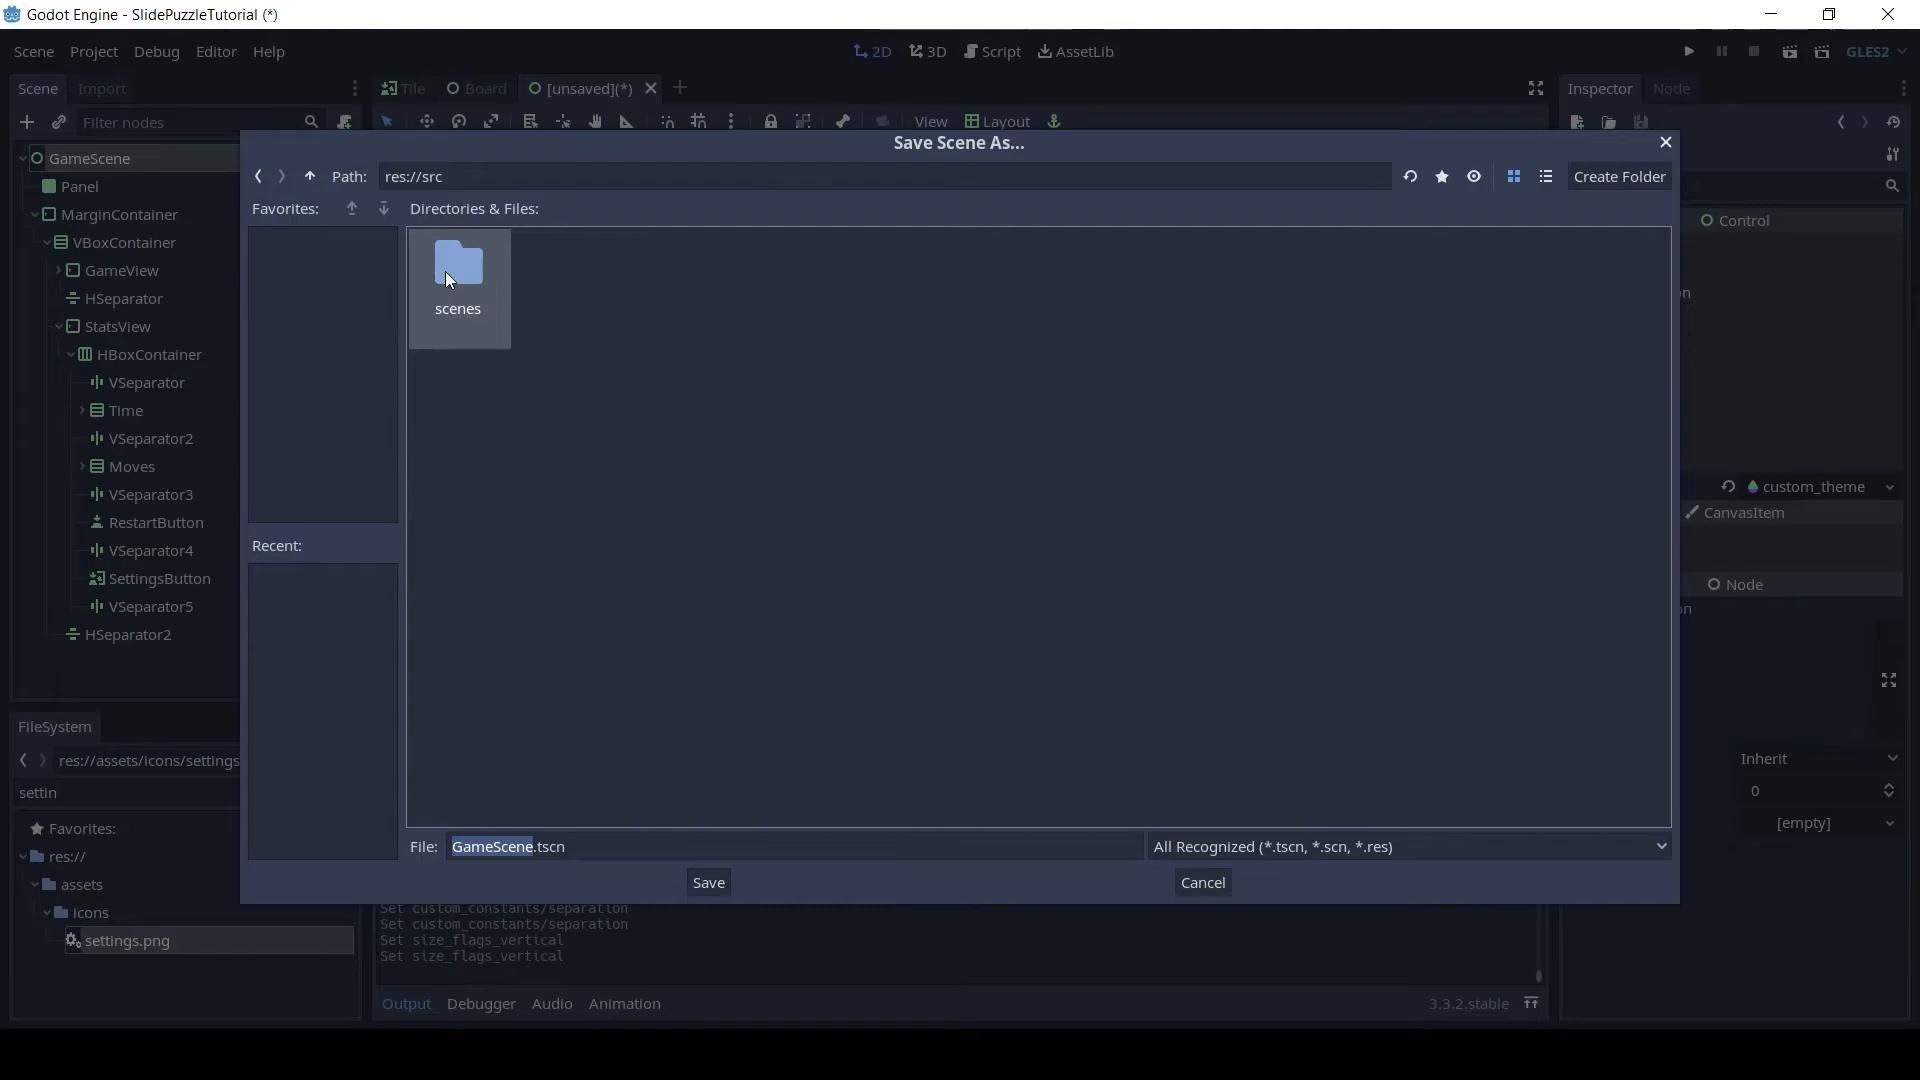 Godot Engine - SlidePuzzleTutorial (*)
Scene Project Debug Editor Help
2D 3D Script AssetLib
GLES2
Scene Import
Tile Board [unsaved](*)
Inspector Node
Filter nodes
View Layout
Save Scene As...
Path: res://src
Create Folder
Favorites:
Directories & Files:
scenes
Recent:
File: GameScene.tscn
All Recognized (*.tscn, *.scn, *.res)
Save
Cancel
GameScene
Panel
MarginContainer
VBoxContainer
GameView
HSeparator
StatsView
HBoxContainer
VSeparator
Time
VSeparator2
Moves
VSeparator3
RestartButton
VSeparator4
SettingsButton
VSeparator5
HSeparator2
FileSystem
res://assets/icons/settings
settin
Favorites:
res://
assets
icons
settings.png
Set custom_constants/separation
Set custom_constants/separation
Set size_flags_vertical
Set size_flags_vertical
Output Debugger Audio Animation
3.3.2.stable
Control
on
custom_theme
CanvasItem
Node
on
Inherit
0
[empty]